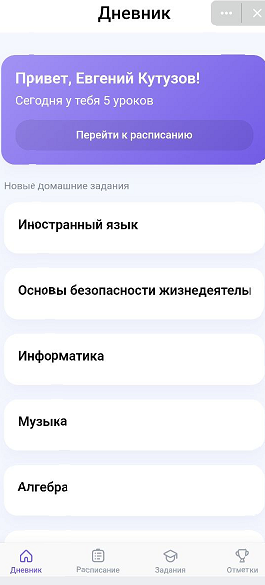 Дневник
Привет, Евгений Кутузов!
Сегодня у тебя 5 уроков
Перейти к расписанию
Новые домашние задания
Иностранный язык
Основы безопасности жизнедеятель
Информатика
Музыка
Алгебра
Дневник Расписание Задания Отметки